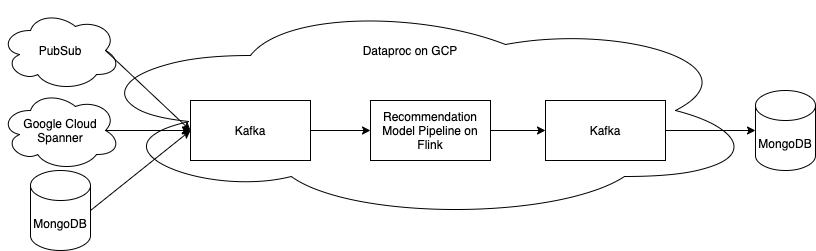 PubSub
Dataproc on GCP
Google Cloud
Spanner
Kafka
Recommendation
Model Pipeline on
Flink
Kafka
MongoDB
MongoDB